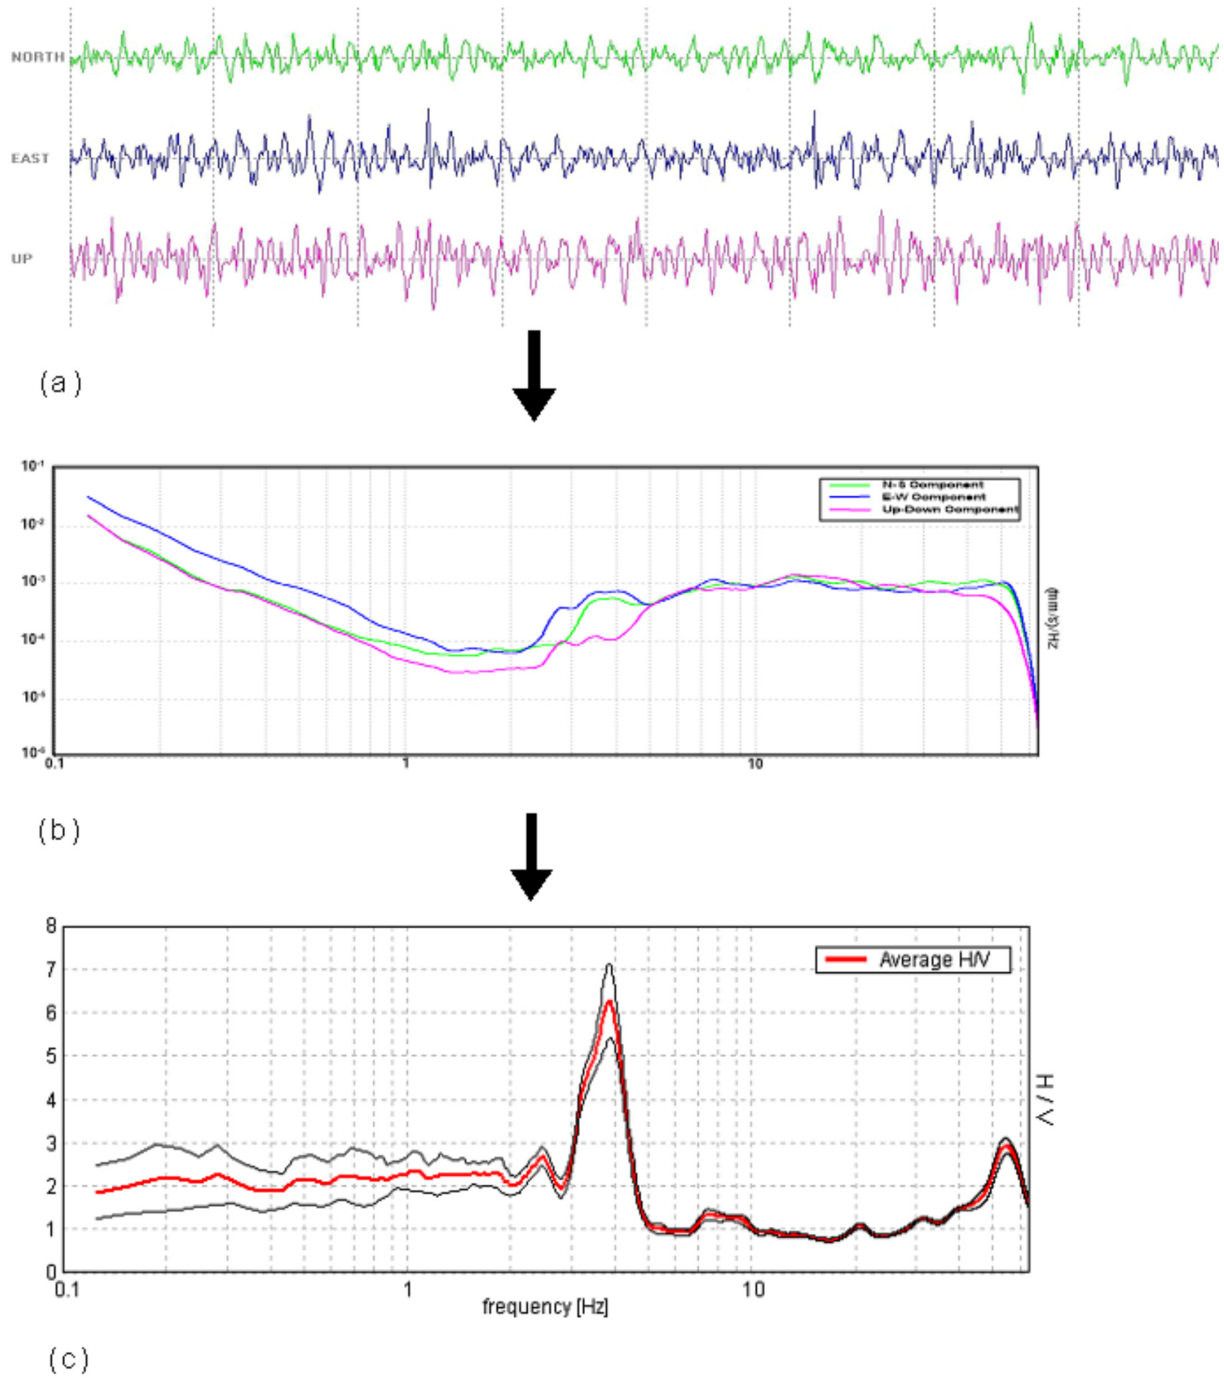 NORTH
EAST
UP
(a)
10-1
N-S Component
E-W Component
Up-Down Component
10-2
10-3
10-4
10-5
10-6
(mm/s)/Hz
0.1 1 10
(b)
8
Average H/V
7
6
5
4
3
2
1
0
H / V
0.1 1 10
frequency [Hz]
(c)